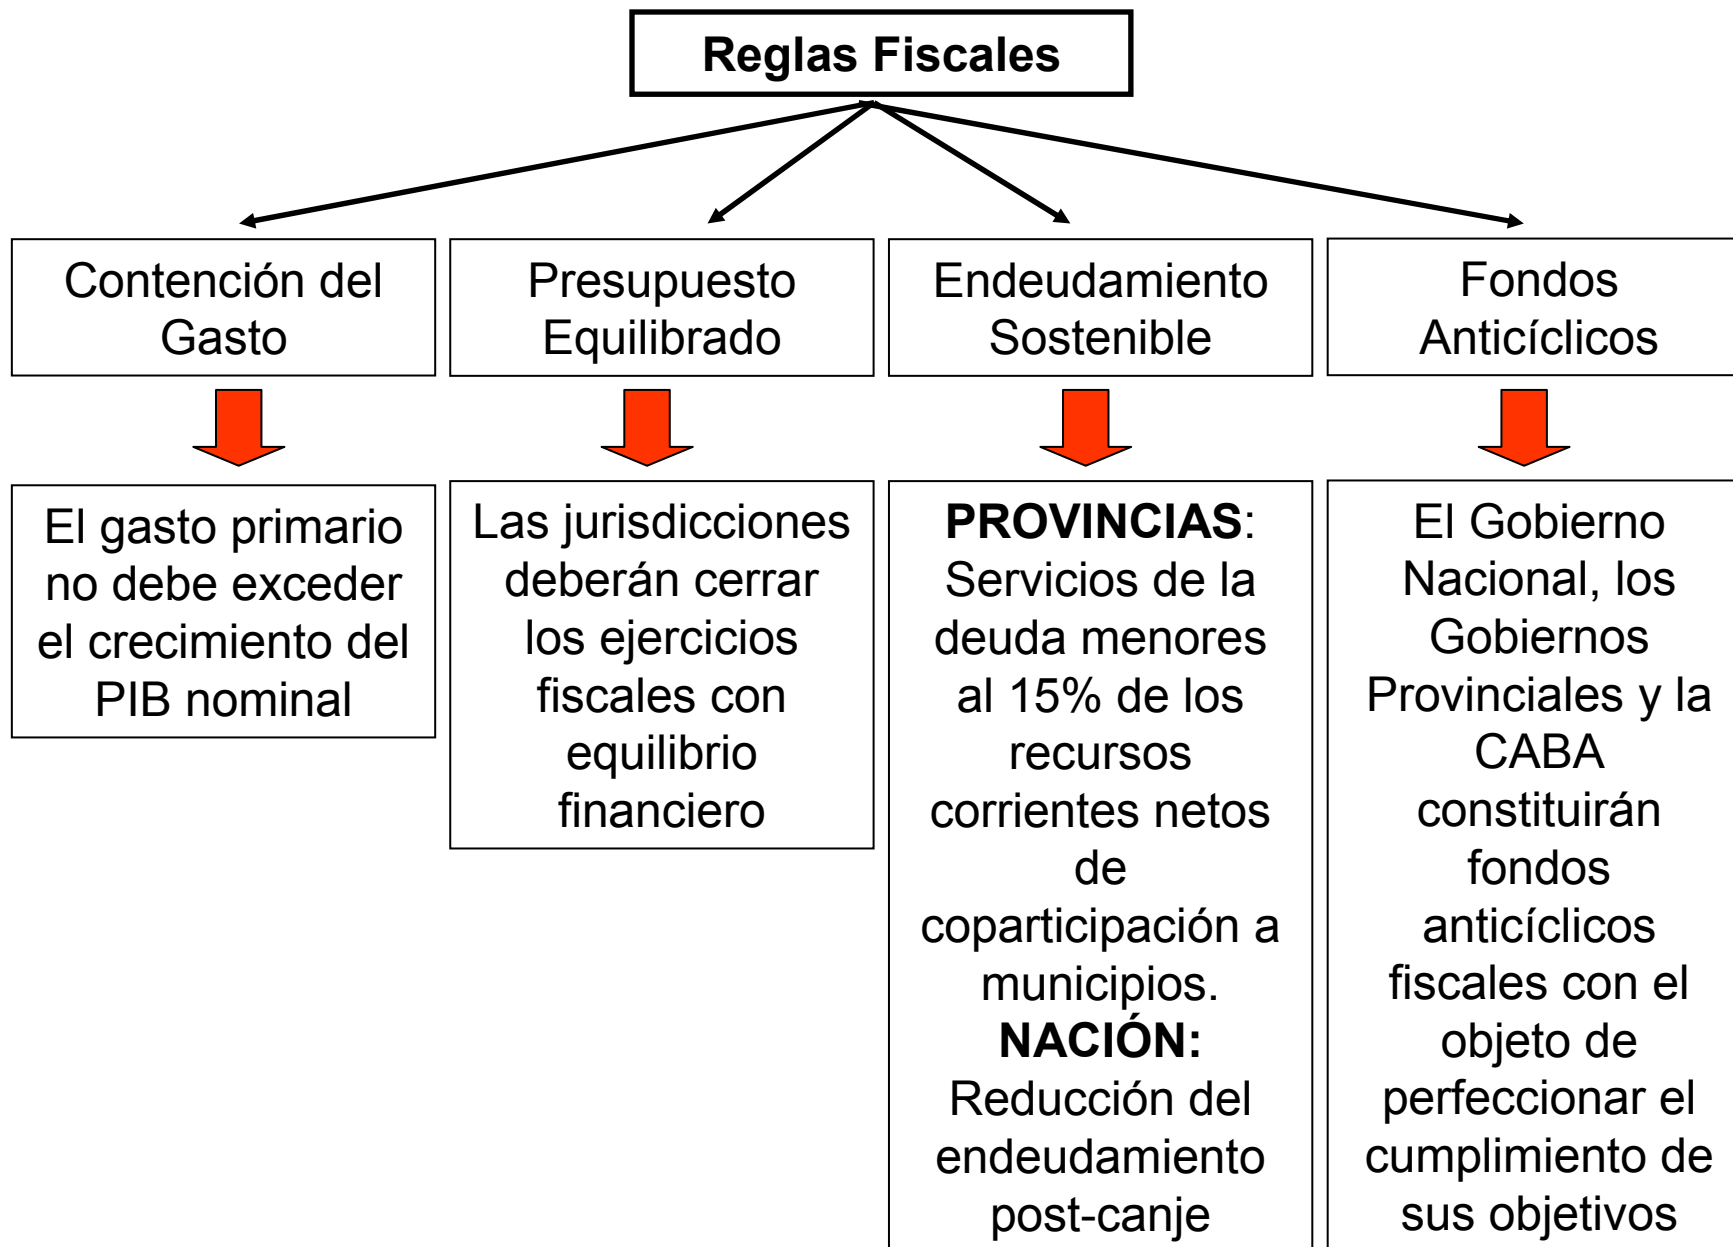 Reglas Fiscales
Contención del
Gasto
Presupuesto
Equilibrado
Endeudamiento
Sostenible
Fondos
Anticíclicos
El gasto primario
no debe exceder
el crecimiento del
PIB nominal
Las jurisdicciones
deberán cerrar
los ejercicios
fiscales con
equilibrio
financiero
PROVINCIAS:
Servicios de la
deuda menores
al 15% de los
recursos
corrientes netos
de
coparticipación a
municipios.
NACIÓN:
Reducción del
endeudamiento
post-canje
El Gobierno
Nacional, los
Gobiernos
Provinciales y la
CABA
constituirán
fondos
anticíclicos
fiscales con el
objeto de
perfeccionar el
cumplimiento de
sus objetivos